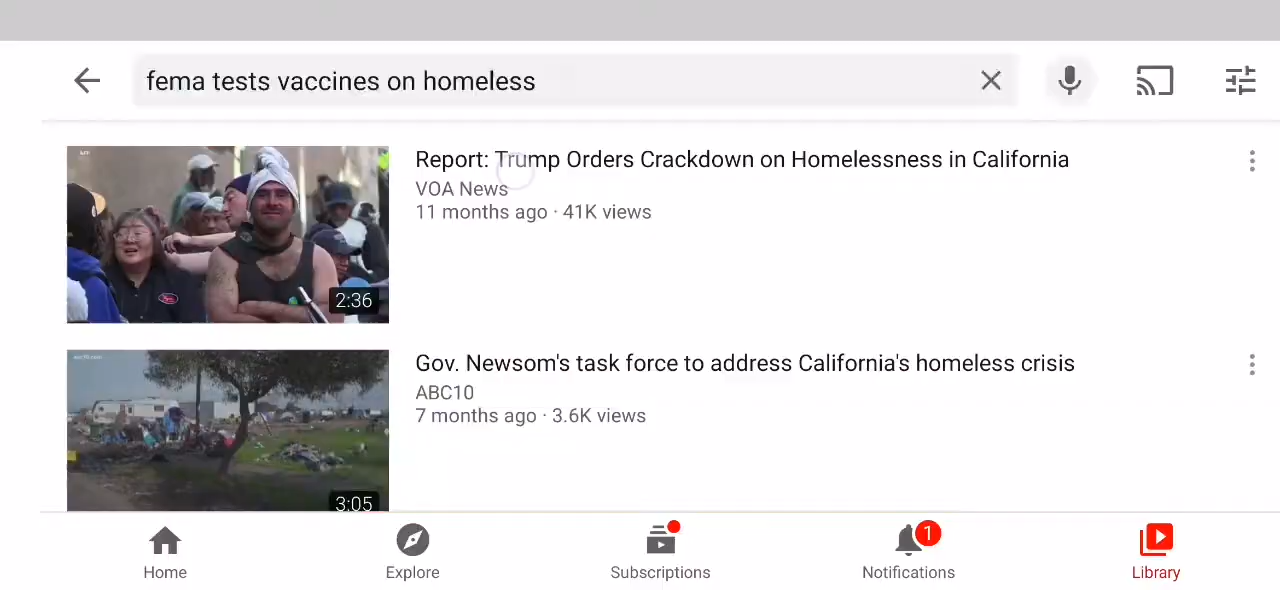 fema tests vaccines on homeless
Report: Trump Orders Crackdown on Homelessness in California
VOA News
11 months ago · 41K views
2:36
Gov. Newsom's task force to address California's homeless crisis
ABC10
7 months ago · 3.6K views
3:05
1
Home
Explore
Subscriptions
Notifications
Library